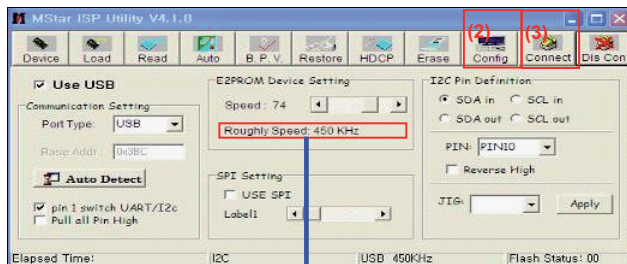 MStar ISP Utility V4.1.0
(2) (3)
Device Load Read Auto B. P. V. Restore HDCP Erase Config Connect Dis Con
Use USB
Communication Setting
Port Type: USB
Base Addr: 0x3BC
Auto Detect
pin 1 switch UART/I2c
Pull all Pin High
E2PROM Device Setting
Speed: 74
Roughly Speed: 450 KHz
SPI Setting
USE SPI
Label1
I2C Pin Definition
SDA in SCL in
SDA out SCL out
PIN: PIN10
Reverse High
JIG: Apply
Elapsed Time: I2C USB 450KHz Flash Status: 00